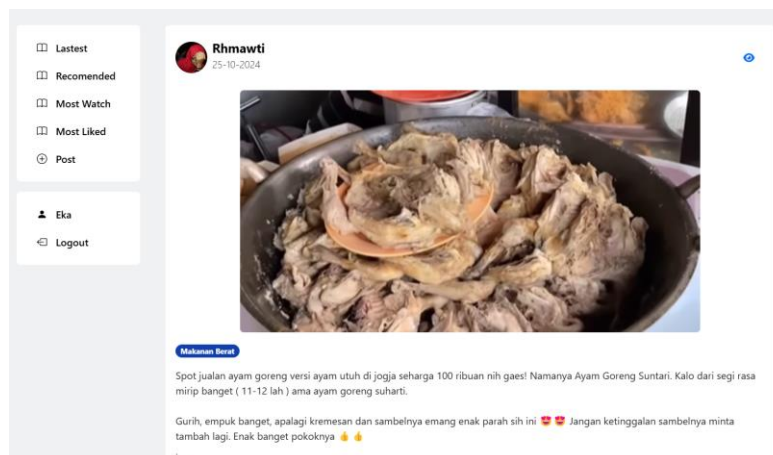 Lastest
Recomended
Most Watch
Most Liked
Post
Eka
Logout
Rhmawti
25-10-2024
Makanan Berat
Spot jualan ayam goreng versi ayam utuh di jogja seharga 100 ribuan nih gaes! Namanya Ayam Goreng Suntari. Kalo dari segi rasa
mirip banget ( 11-12 lah ) ama ayam goreng suharti.
Gurih, empuk banget, apalagi kremesan dan sambelnya emang enak parah sih ini 😍 😍 Jangan ketinggalan sambelnya minta
tambah lagi. Enak banget pokoknya 👍 👍
.